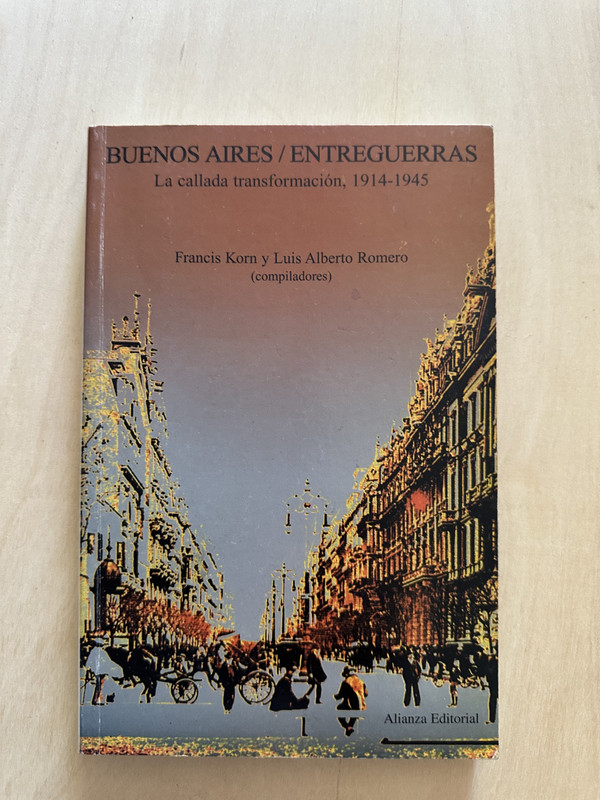 BUENOS AIRES / ENTREGUERRAS
La callada transformación, 1914-1945
Francis Korn y Luis Alberto Romero
(compiladores)
Alianza Editorial